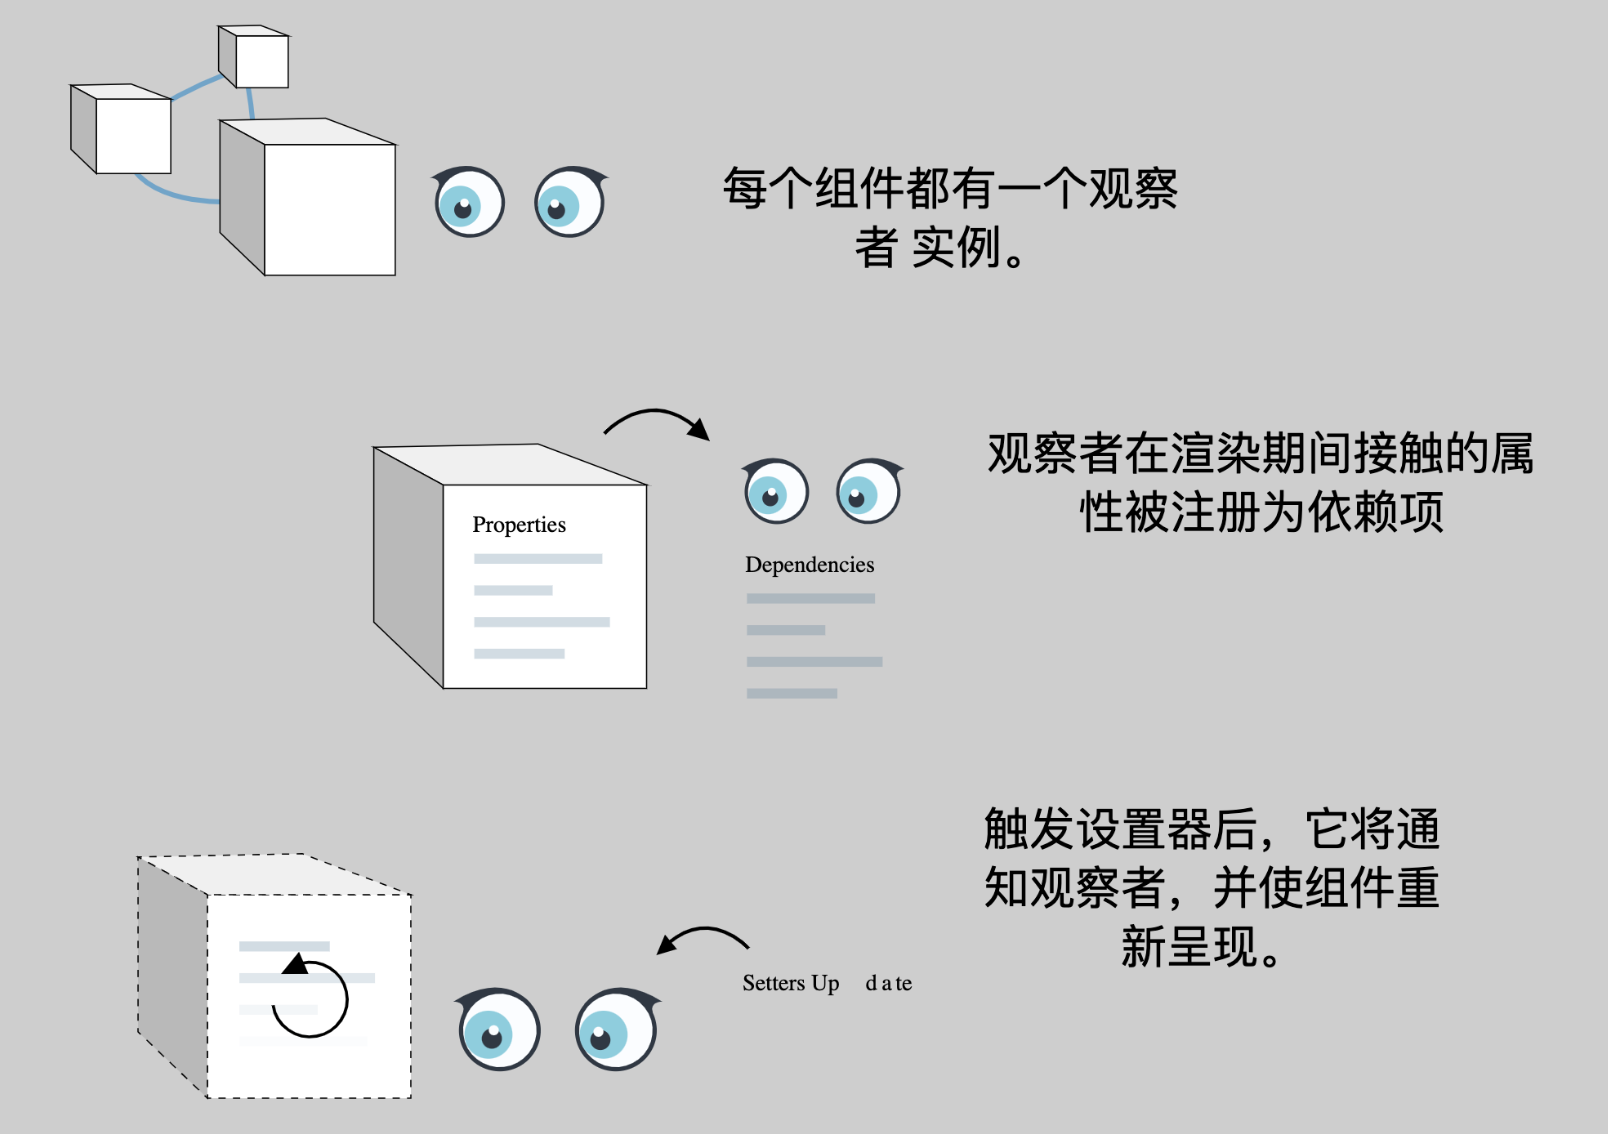 每个组件都有一个观察
者 实例。
观察者在渲染期间接触的属
性被注册为依赖项
Properties
Dependencies
触发设置器后，它将通
知观察者，并使组件重
新呈现。
Setters Up date